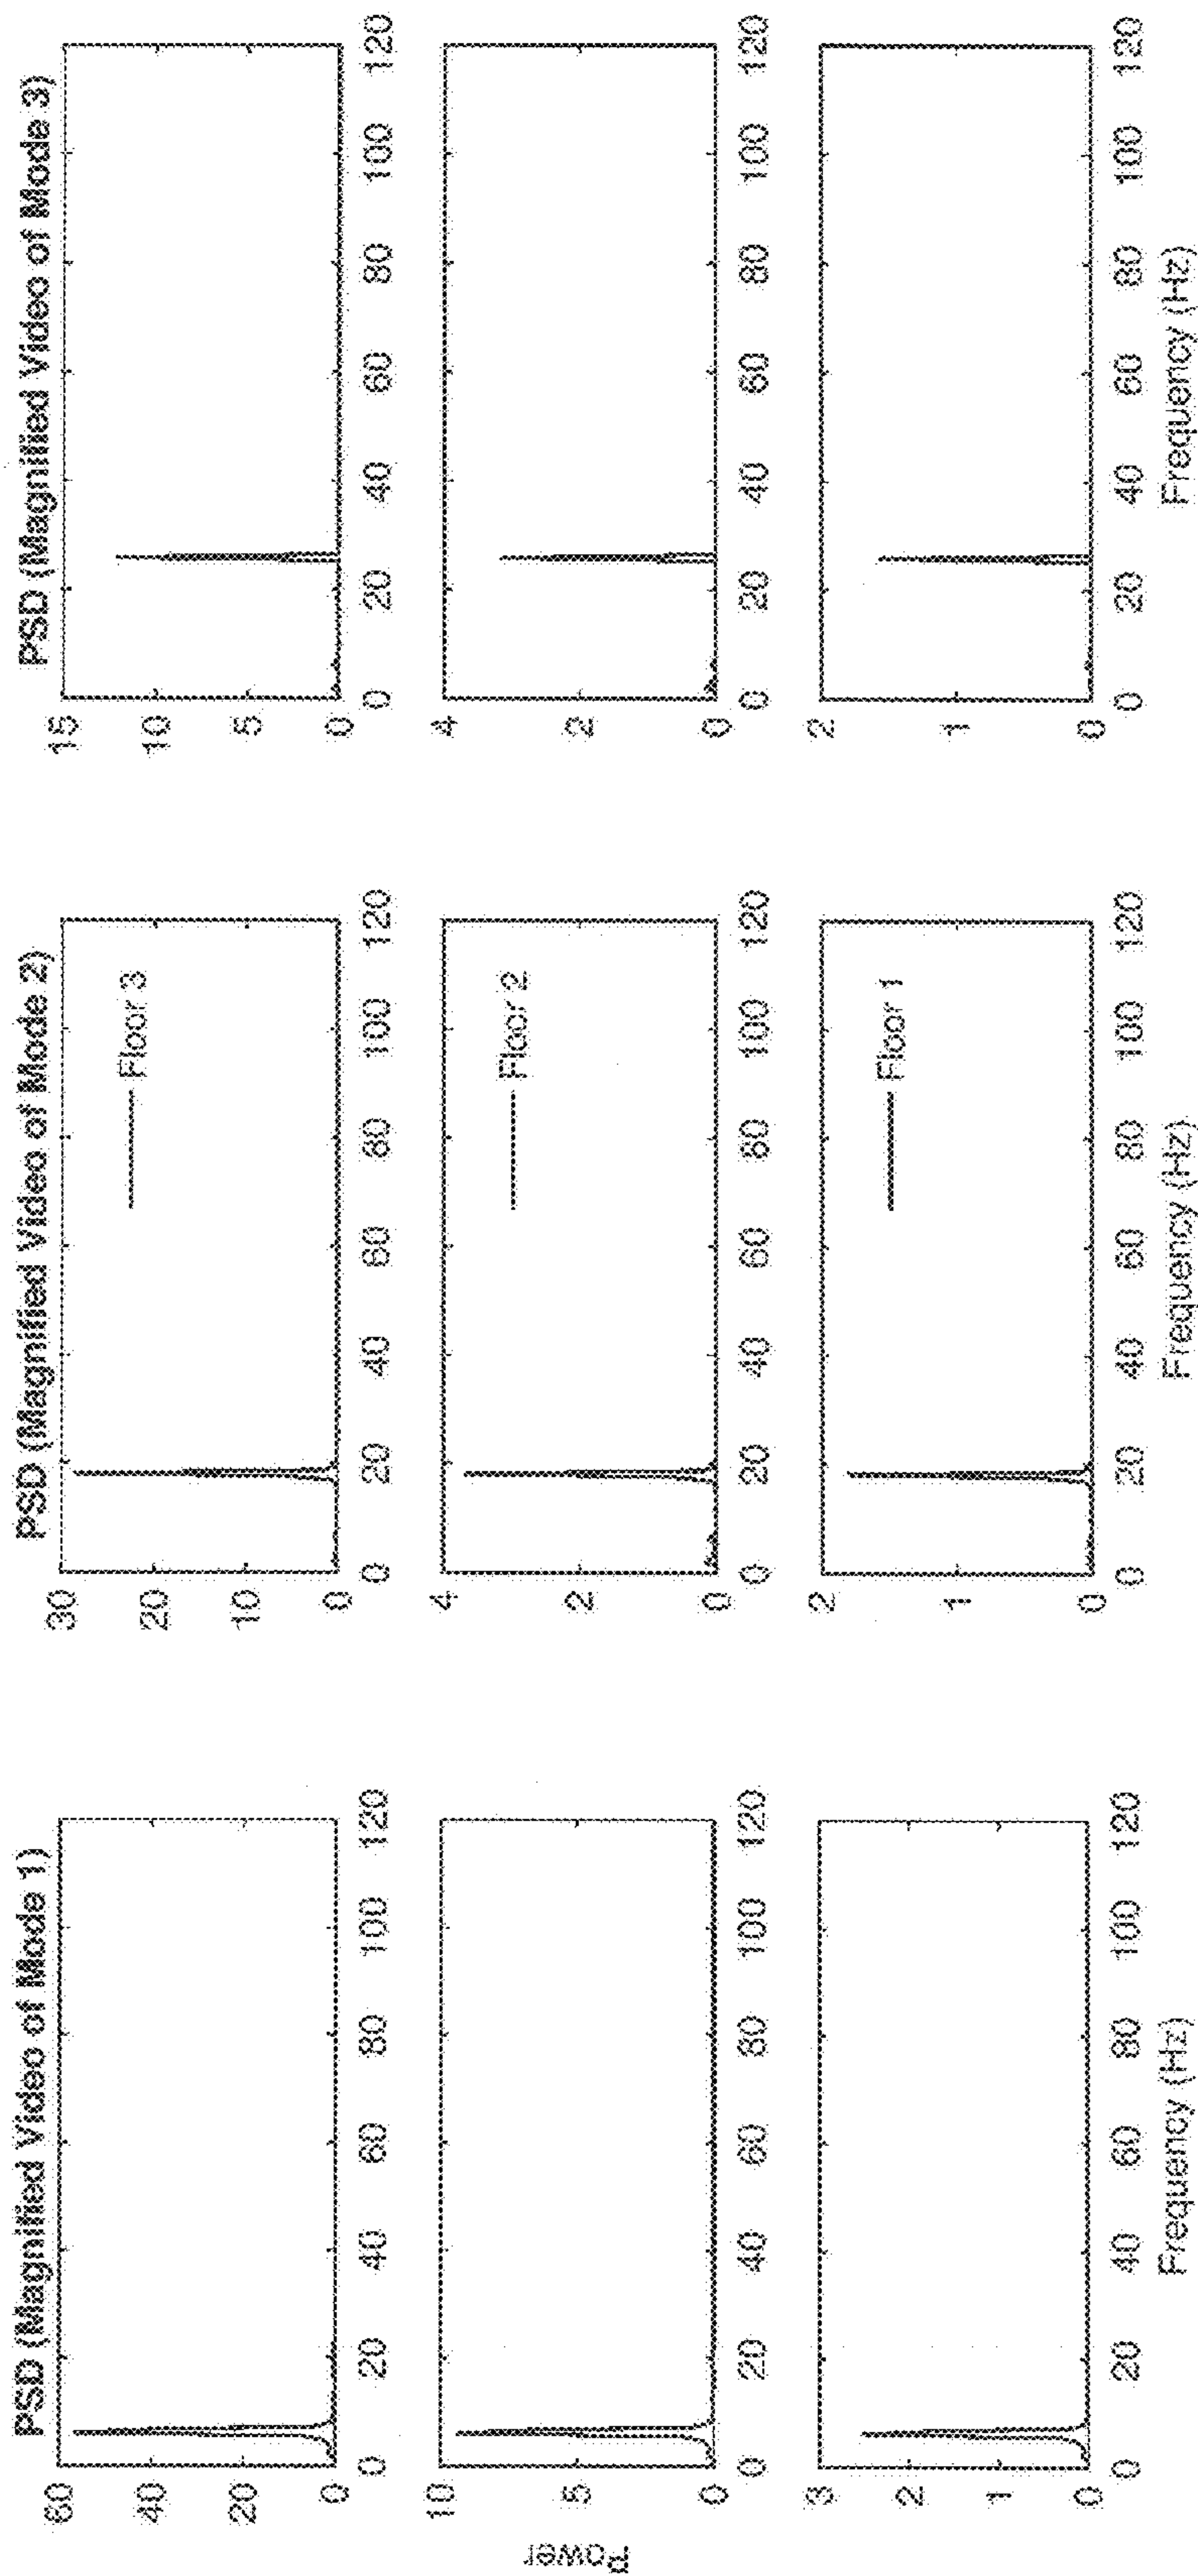 PSD (Magnified Video of Mode 1)
60
40
20
0
0 20 40 60 80 100 120
10
5
0
0 20 40 60 80 100 120
3
2
1
0
0 20 40 60 80 100 120
Power
Frequency (Hz)
PSD (Magnified Video of Mode 2)
30
20
10
0
Floor 3
0 20 40 60 80 100 120
4
2
0
Floor 2
0 20 40 60 80 100 120
2
1
0
Floor 1
0 20 40 60 80 100 120
Frequency (Hz)
PSD (Magnified Video of Mode 3)
15
10
5
0
0 20 40 60 80 100 120
4
2
0
0 20 40 60 80 100 120
2
1
0
0 20 40 60 80 100 120
Frequency (Hz)